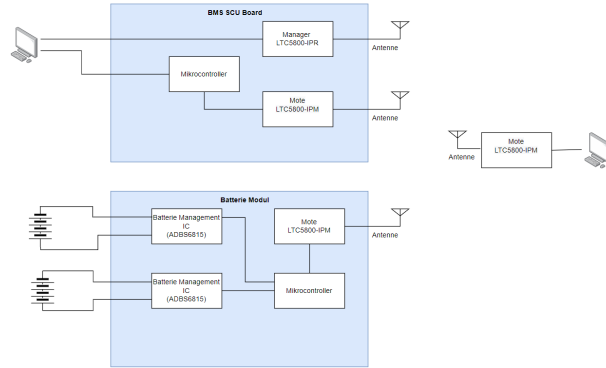 BMS SCU Board
Manager
LTC5800-IPR
Antenne
Mikrocontroller
Mote
LTC5800-IPM
Antenne
Mote
LTC5800-IPM
Antenne
Batterie Modul
Batterie Management
IC
(ADBS6815)
Mote
LTC5800-IPM
Antenne
Batterie Management
IC
(ADBS6815)
Mikrocontroller